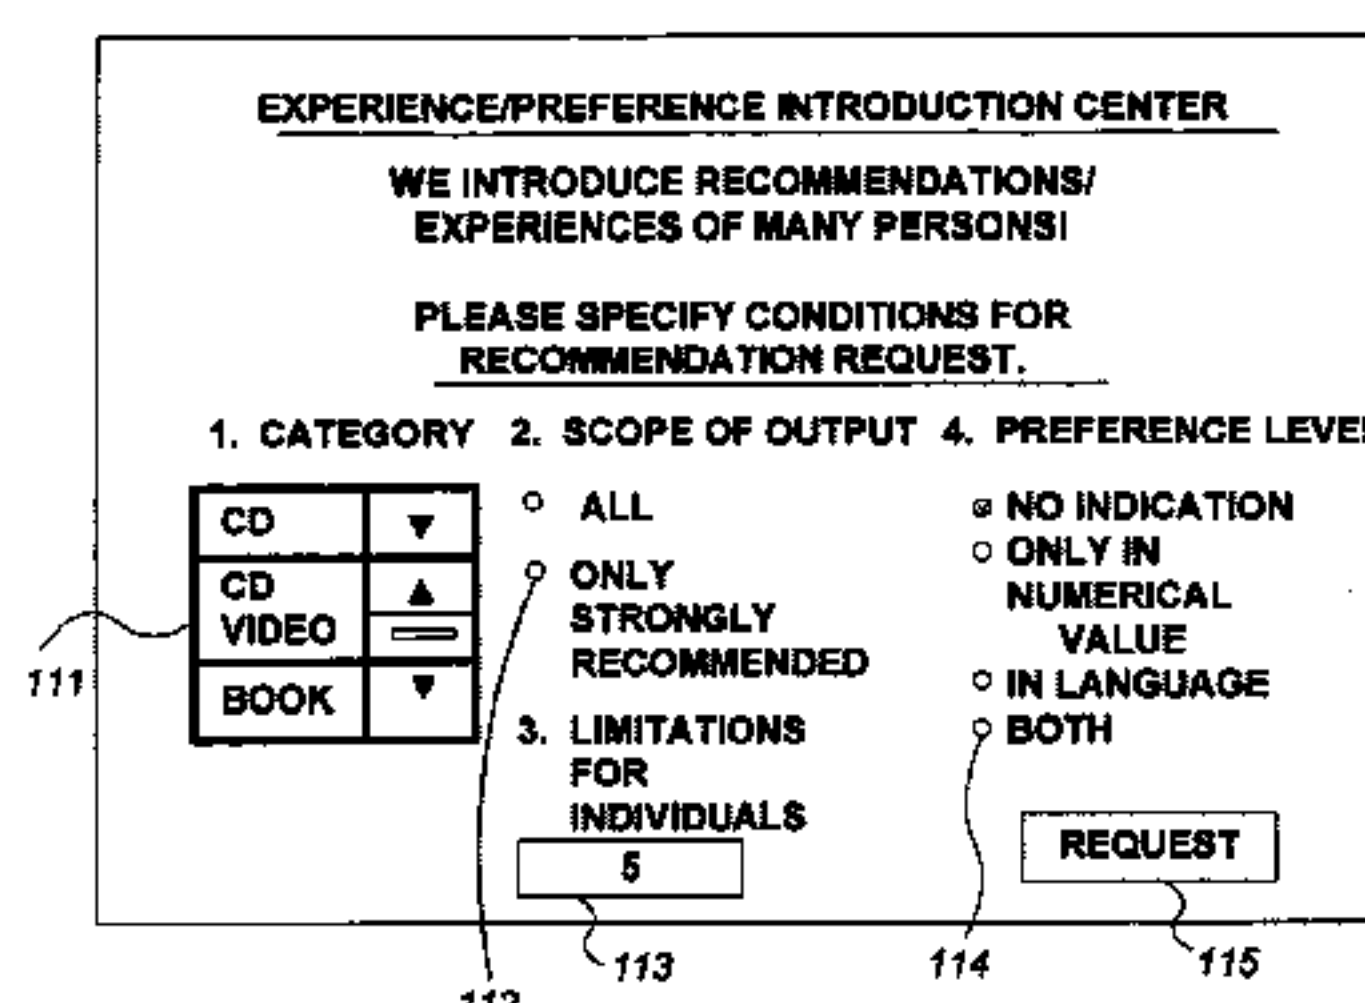 EXPERIENCE/PREFERENCE INTRODUCTION CENTER
WE INTRODUCE RECOMMENDATIONS/
EXPERIENCES OF MANY PERSONS!
PLEASE SPECIFY CONDITIONS FOR
RECOMMENDATION REQUEST.
1. CATEGORY
CD
CD
VIDEO
BOOK
111
2. SCOPE OF OUTPUT
ALL
ONLY
STRONGLY
RECOMMENDED
3. LIMITATIONS
FOR
INDIVIDUALS
5
113
4. PREFERENCE
NO INDICATION
ONLY IN
NUMERICAL
VALUE
IN LANGUAGE
BOTH
REQUEST
114
115